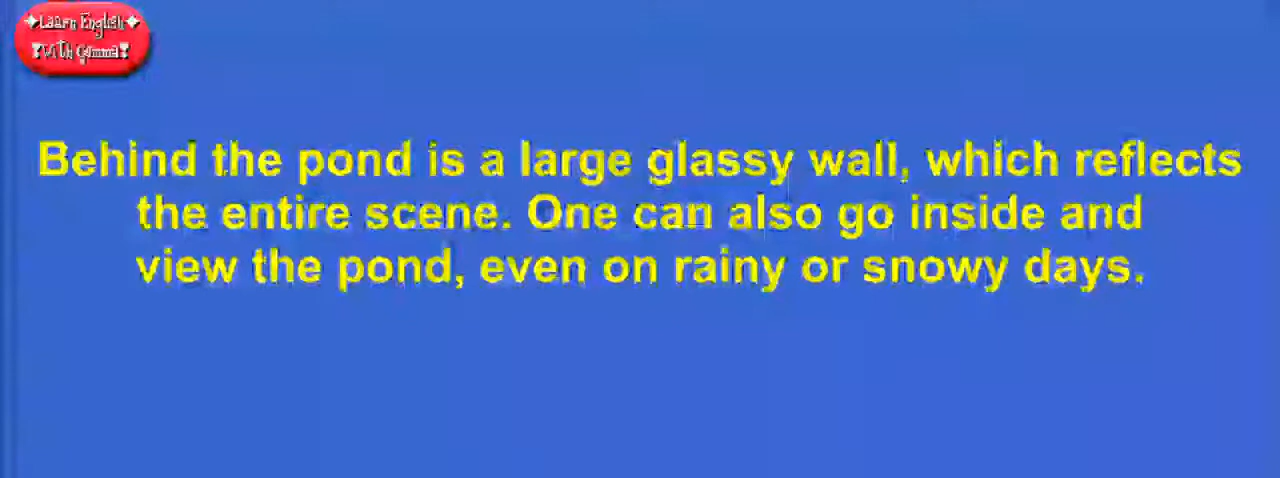 Learn English
With Gamma
Behind the pond is a large glassy wall, which reflects
the entire scene. One can also go inside and
view the pond, even on rainy or snowy days.